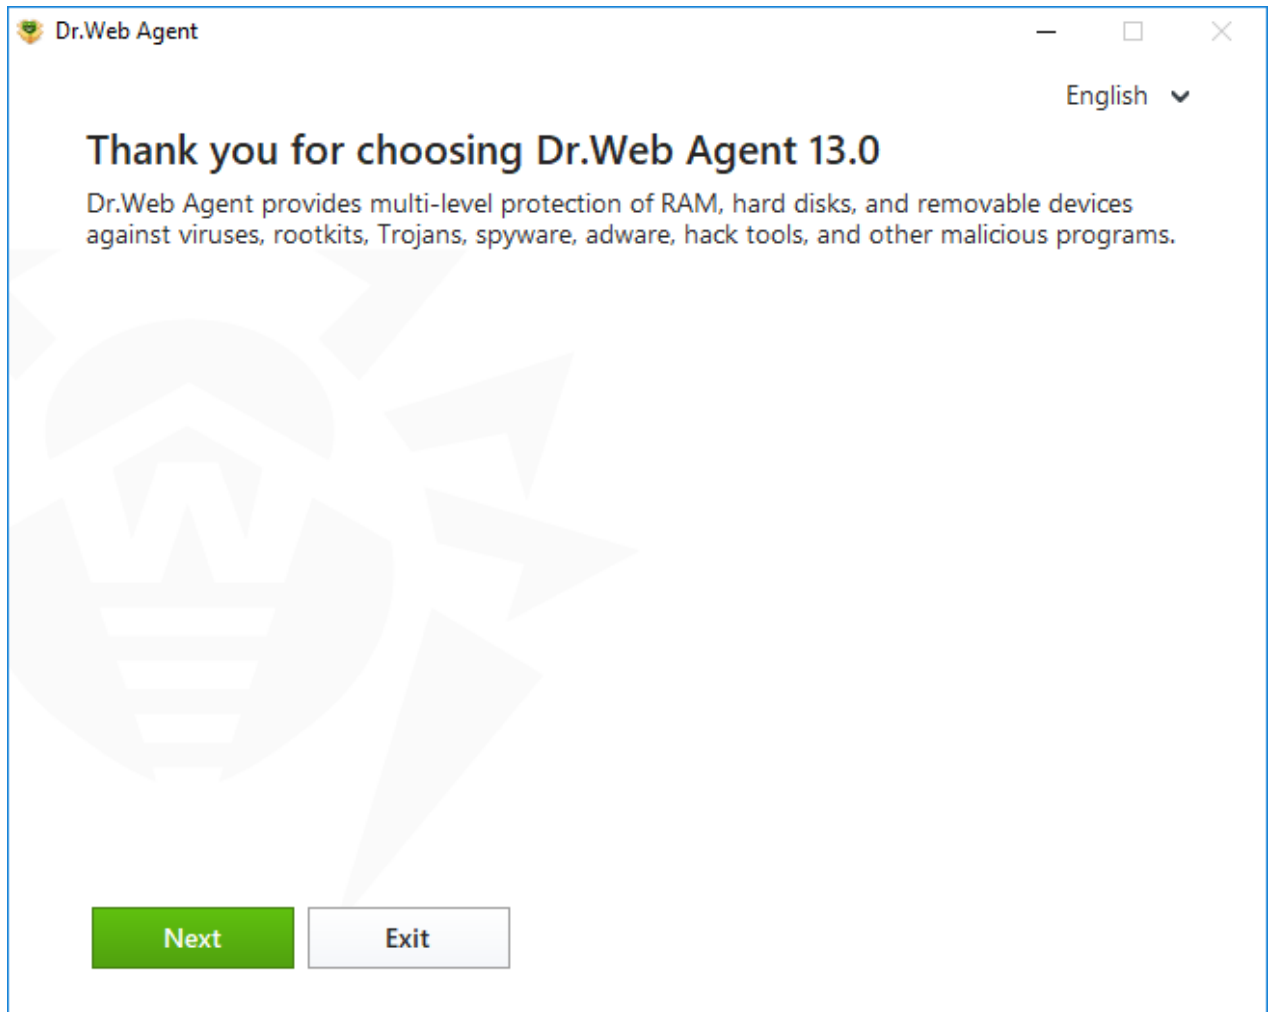 Dr.Web Agent
English
Thank you for choosing Dr.Web Agent 13.0
Dr.Web Agent provides multi-level protection of RAM, hard disks, and removable devices
against viruses, rootkits, Trojans, spyware, adware, hack tools, and other malicious programs.
Next
Exit